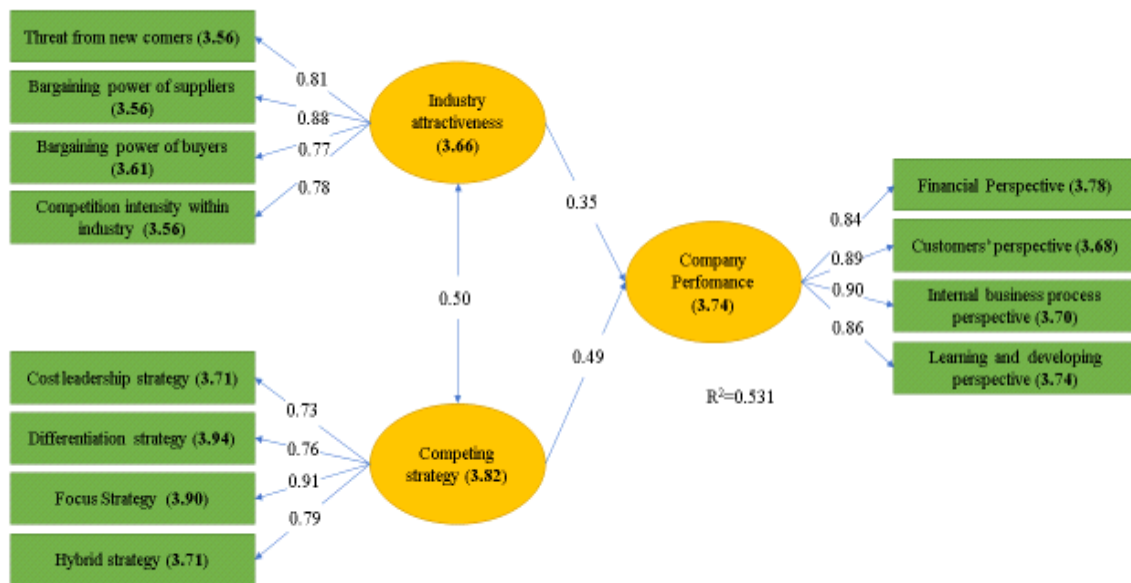 Threat from new comers (3.56)
Bargaining power of suppliers
(3.56)
Bargaining power of buyers
(3.61)
Competition intensity within
industry (3.56)
0.81
0.88
0.77
0.78
Industry
attractiveness
(3.66)
0.35
0.50
Cost leadership strategy (3.71)
Differentiation strategy (3.94)
Focus Strategy (3.90)
Hybrid strategy (3.71)
0.73
0.76
0.91
0.79
Competing
strategy (3.82)
0.49
Company
Perfomance
(3.74)
R²=0.531
0.84
0.89
0.90
0.86
Financial Perspective (3.78)
Customers' perspective (3.68)
Internal business process
perspective (3.70)
Learning and developing
perspective (3.74)